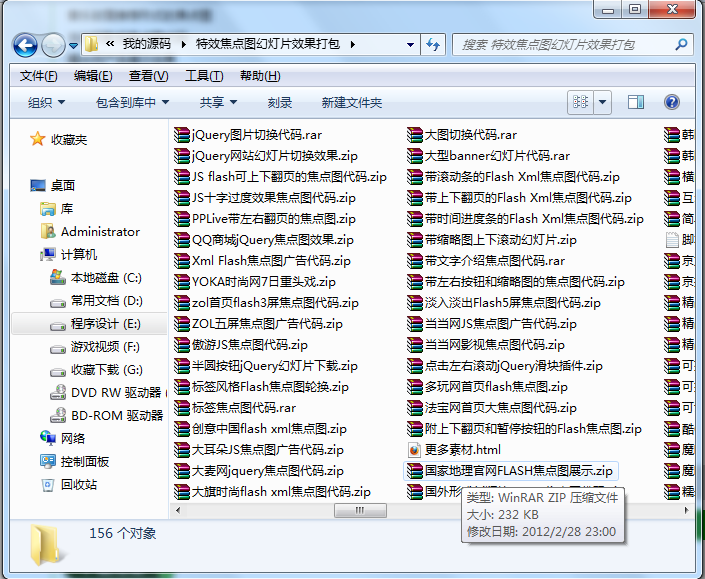 我的源码 特效焦点图幻灯片效果打包
搜索 特效焦点图幻灯片效果打包
文件(F) 编辑(E) 查看(V) 工具(T) 帮助(H)
组织 包含到库中 共享 刻录 新建文件夹
收藏夹
桌面
库
Administrator
计算机
本地磁盘 (C:)
常用文档 (D:)
程序设计 (E:)
游戏视频 (F:)
收藏下载 (G:)
DVD RW 驱动器
BD-ROM 驱动器
网络
控制面板
回收站
jQuery图片切换代码.rar
jQuery网站幻灯片切换效果.zip
JS flash可上下翻页的焦点图代码.zip
JS十字过度效果焦点图代码.zip
PPLive带左右翻页的焦点图.zip
QQ商城jQuery焦点图效果.zip
Xml Flash焦点图广告代码.zip
YOKA时尚网7日重头戏.zip
zol首页flash3屏焦点图代码.zip
ZOL五屏焦点图广告代码.zip
傲游JS焦点图代码.zip
半圆按钮jQuery幻灯片下载.zip
标签风格Flash焦点图轮换.zip
标签焦点图代码.rar
创意中国flash xml焦点图.zip
大耳朵JS焦点图广告代码.zip
大麦网jquery焦点图代码.zip
大旗时尚flash xml焦点图代码.zip
大图切换代码.rar
大型banner幻灯片代码.rar
带滚动条的Flash Xml焦点图代码.zip
带上下翻页的Flash Xml焦点图代码.zip
带时间进度条的Flash Xml焦点图代码.zip
带缩略图上下滚动幻灯片.zip
带文字介绍焦点图代码.rar
带左右按钮和缩略图的焦点图代码.zip
淡入淡出Flash5屏焦点图代码.zip
当当网JS焦点图广告代码.zip
当当网影视焦点图代码.zip
点击左右滚动jQuery滑块插件.zip
多玩网首页flash焦点图.zip
法宝网首页大焦点图代码.zip
附上下翻页和暂停按钮的Flash焦点图.zip
更多素材.html
国家地理官网FLASH焦点图展示.zip
国外形
类型: WinRAR ZIP 压缩文件
大小: 232 KB
修改日期: 2012/2/28 23:00
156 个对象